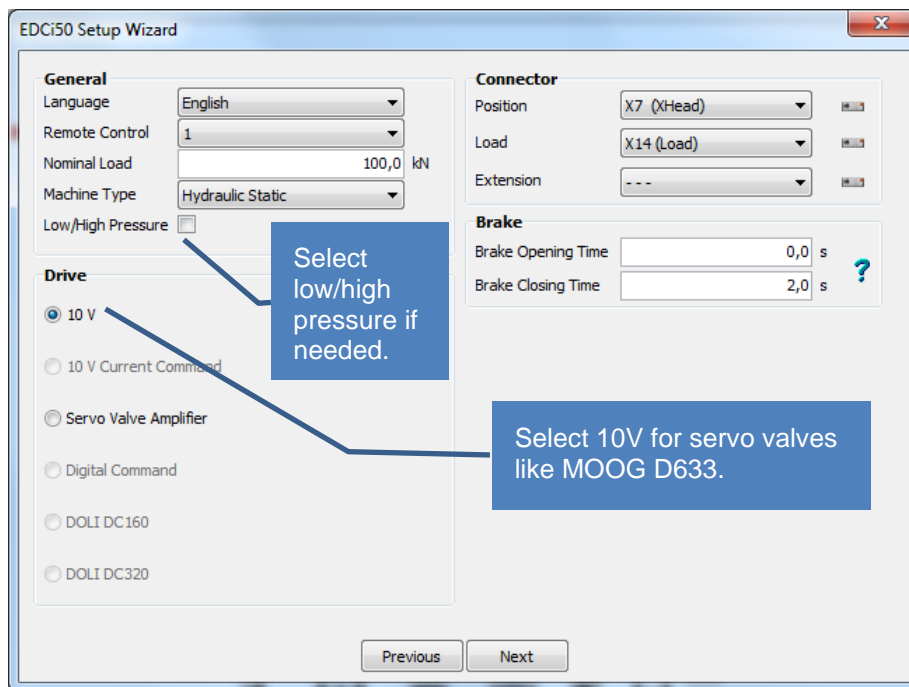 EDCi50 Setup Wizard
General
Language English
Remote Control 1
Nominal Load 100,0 kN
Machine Type Hydraulic Static
Low/High Pressure
Select
low/high
pressure if
needed.
Drive
10 V
10 V Current Command
Servo Valve Amplifier
Digital Command
DOLI DC160
DOLI DC320
Connector
Position X7 (XHead)
Load X14 (Load)
Extension - - -
Brake
Brake Opening Time 0,0 s
Brake Closing Time 2,0 s
?
Select 10V for servo valves
like MOOG D633.
Previous Next